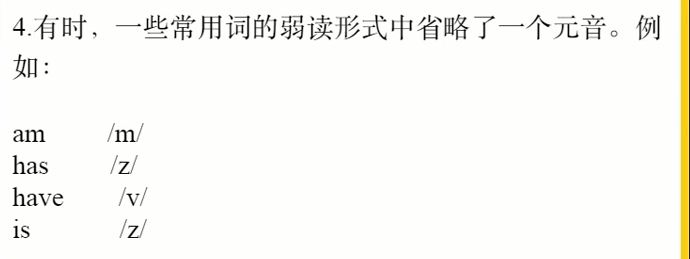 4.有时，一些常用词的弱读形式中省略了一个元音。例
如：
am /m/
has /z/
have /v/
is /z/